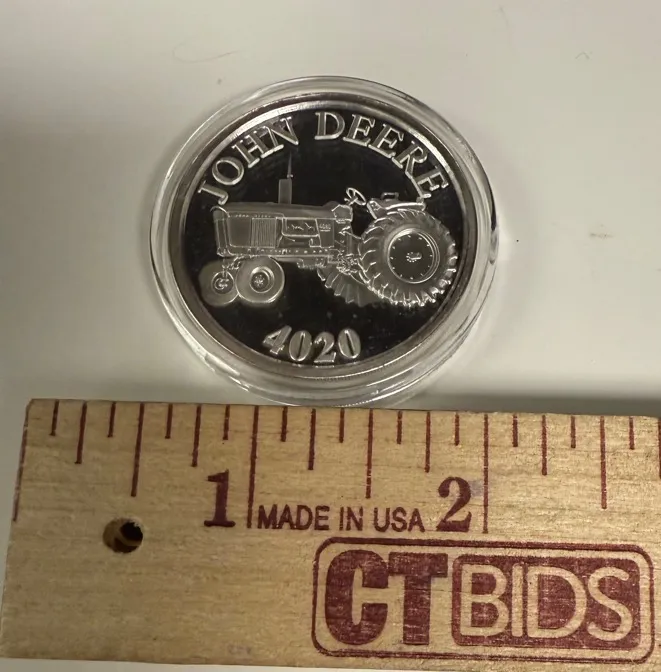 JOHN DEERE
4020
1 MADE IN USA 2
CTBIDS